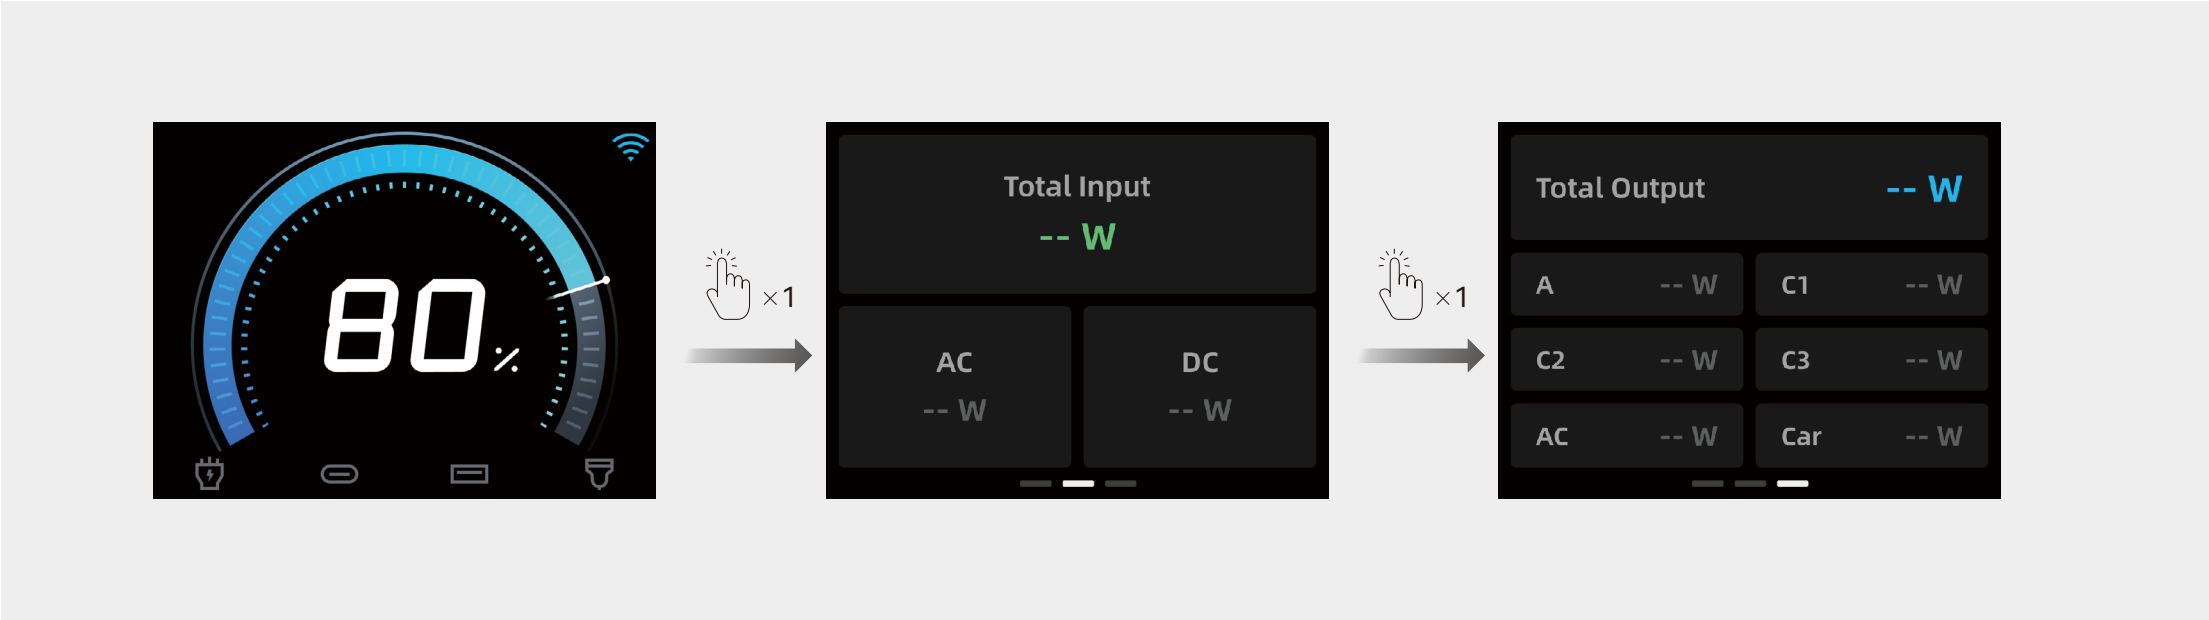 80%
×1
Total Input
-- W
AC
-- W
DC
-- W
×1
Total Output -- W
A -- W
C1 -- W
C2 -- W
C3 -- W
AC -- W
Car -- W